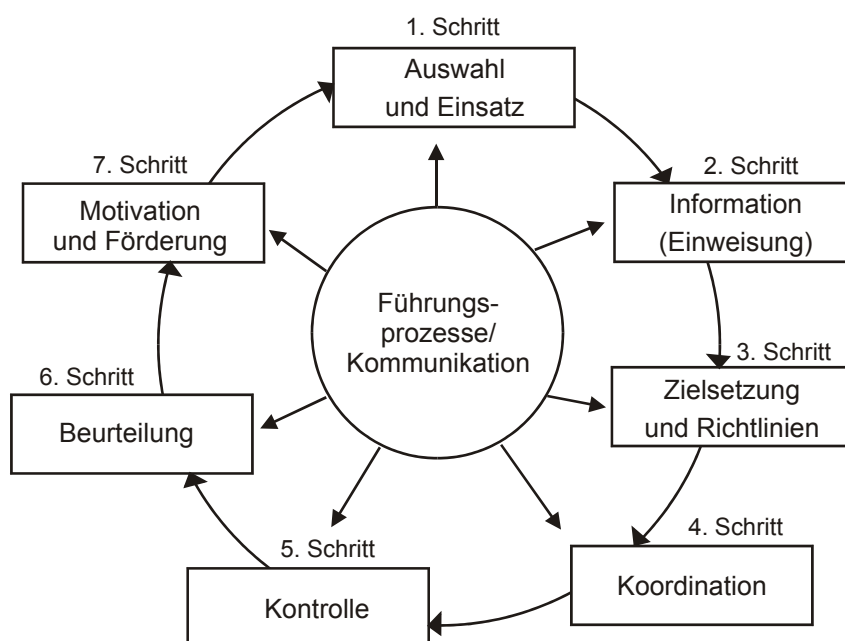 1. Schritt
Auswahl
und Einsatz
2. Schritt
Information
(Einweisung)
3. Schritt
Zielsetzung
und Richtlinien
4. Schritt
Koordination
5. Schritt
Kontrolle
6. Schritt
Beurteilung
7. Schritt
Motivation
und Förderung
Führungs-
prozesse/
Kommunikation